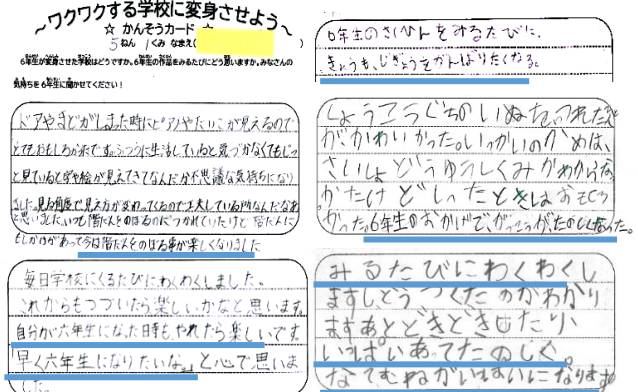 ～ワクワクする学校に変身させよう～
☆ かんそうカード ☆
5ねん 1くみ なまえ(
6年生が変身させた学校はどうですか。6年生の作品をみるたびにどう思いますか。みなさんの
気持ちを6年生に聞かせてください！
ドアやまどがしまった時にピアノやたいこが見えるので
とてもおもしろかったです。ふつうに生活していると気づかなくてもじっ
と見ていると字や絵が見えてきてなんだか不思議な気持ちになり
ました。見る角度で見え方が変わってくるので工夫している所なんだなあ
と思いました。いつも階だんをのぼるのにつかれていたけど階だんに
もしかけがあって今は階だんをのぼる事が楽しくなりました
毎日学校にくるたびにわくわくしました。
これからもつづいたら楽しいかなと思います。
自分が六年生になった日時も、やれたら楽しいです。
「早く六年生になりたいな。」と心で思いま
した。
6年生のさくひんをみるたびに、
きょうも、じぎょうをがんばりたくなる。
しょうこうぐちのいぬ
がかわいかった。いっかいのかめは、
さいしょどうゆうしくみかわからな
かたけどしったときはおもしろ
かった。6年生のおかげで、がっこうが、たのしくなった。
みるたびにわくわくし
ますしどうつくたのかわかり
ますあとどきどきしたり
いっぱいあってたのしく。
なてむねがいっぱいになります